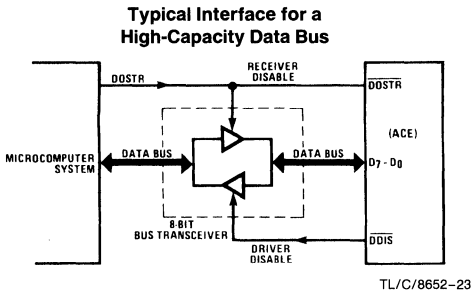 Typical Interface for a
High-Capacity Data Bus
RECEIVER
DISABLE
DOSTR
DOSTR
(ACE)
DATA BUS
DATA BUS
D7 - D0
MICROCOMPUTER
SYSTEM
8-BIT
BUS TRANSCEIVER
DRIVER
DISABLE
DDIS
TL/C/8652–23